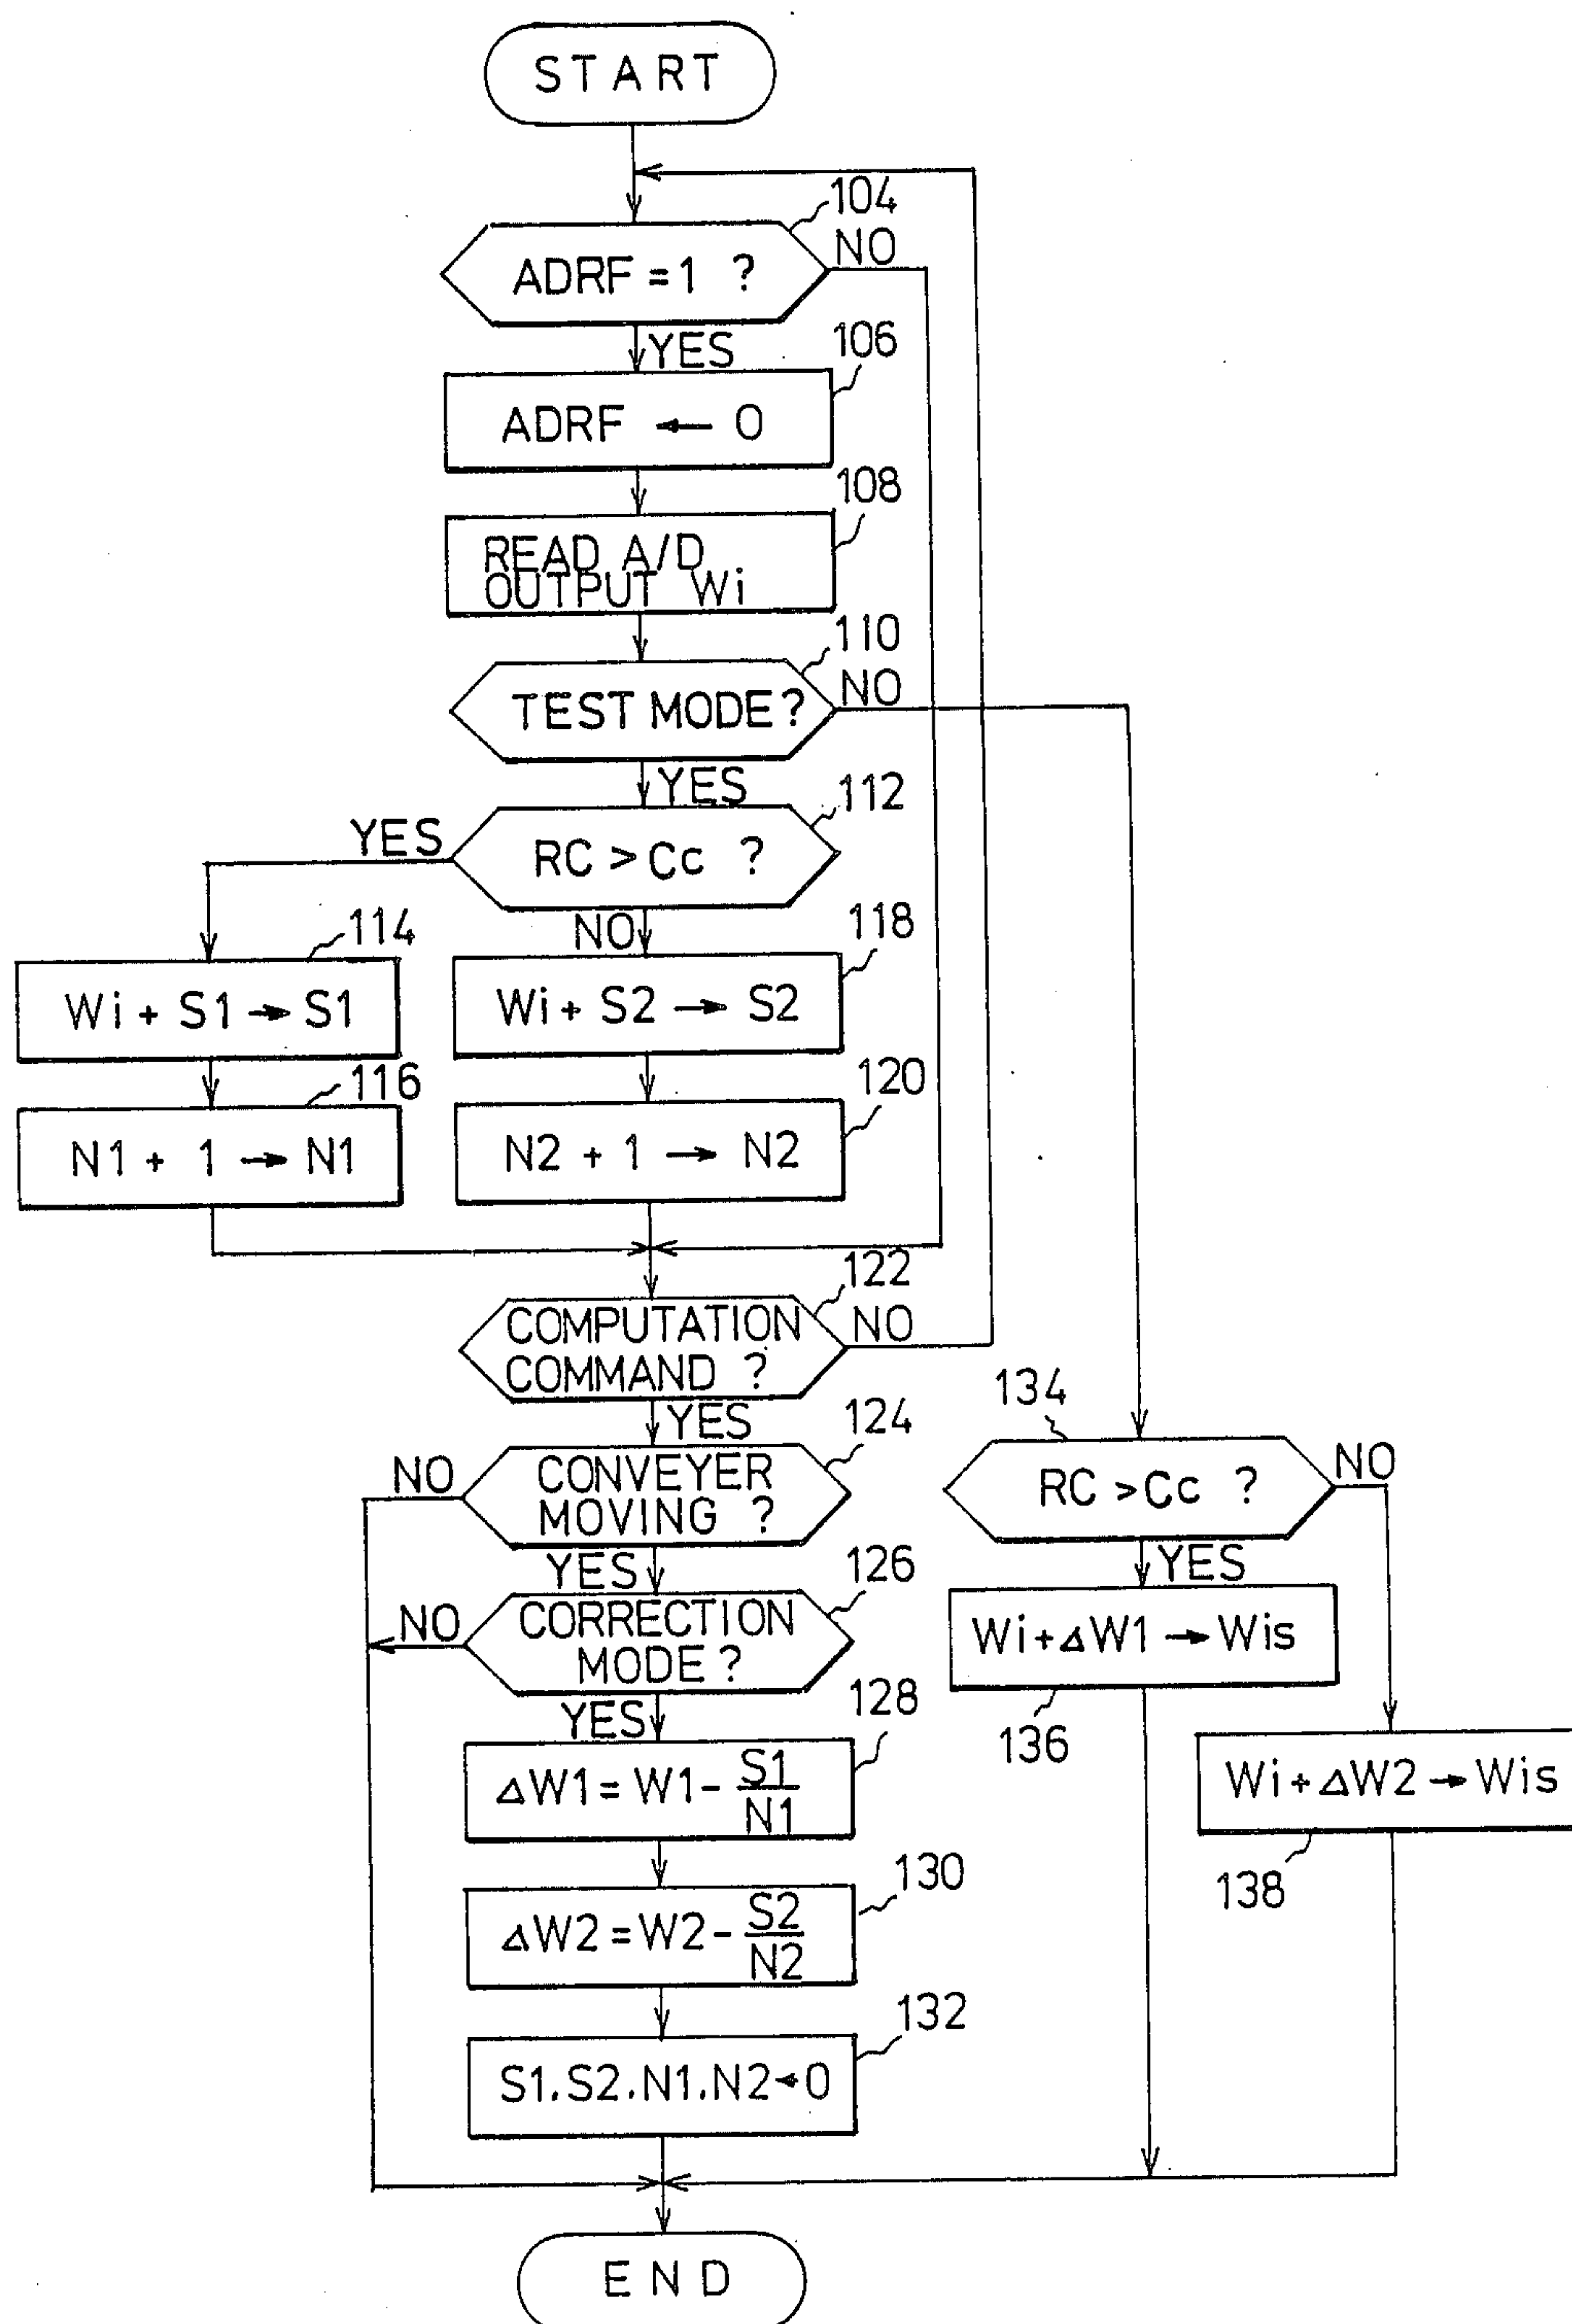 START
104
NO
ADRF = 1 ?
YES
106
ADRF ← 0
108
READ A/D
OUTPUT Wi
110
NO
TEST MODE?
YES
112
YES
RC > Cc ?
NO
114
118
Wi + S1 → S1
Wi + S2 → S2
116
120
N1 + 1 → N1
N2 + 1 → N2
122
COMPUTATION
COMMAND ?
NO
YES
124
134
NO
CONVEYER
MOVING ?
RC > Cc ?
NO
YES
126
YES
NO
CORRECTION
MODE ?
Wi + ΔW1 → Wis
YES
128
136
ΔW1 = W1 - S1/N1
Wi + ΔW2 → Wis
130
138
ΔW2 = W2 - S2/N2
132
S1. S2. N1. N2 ← 0
END